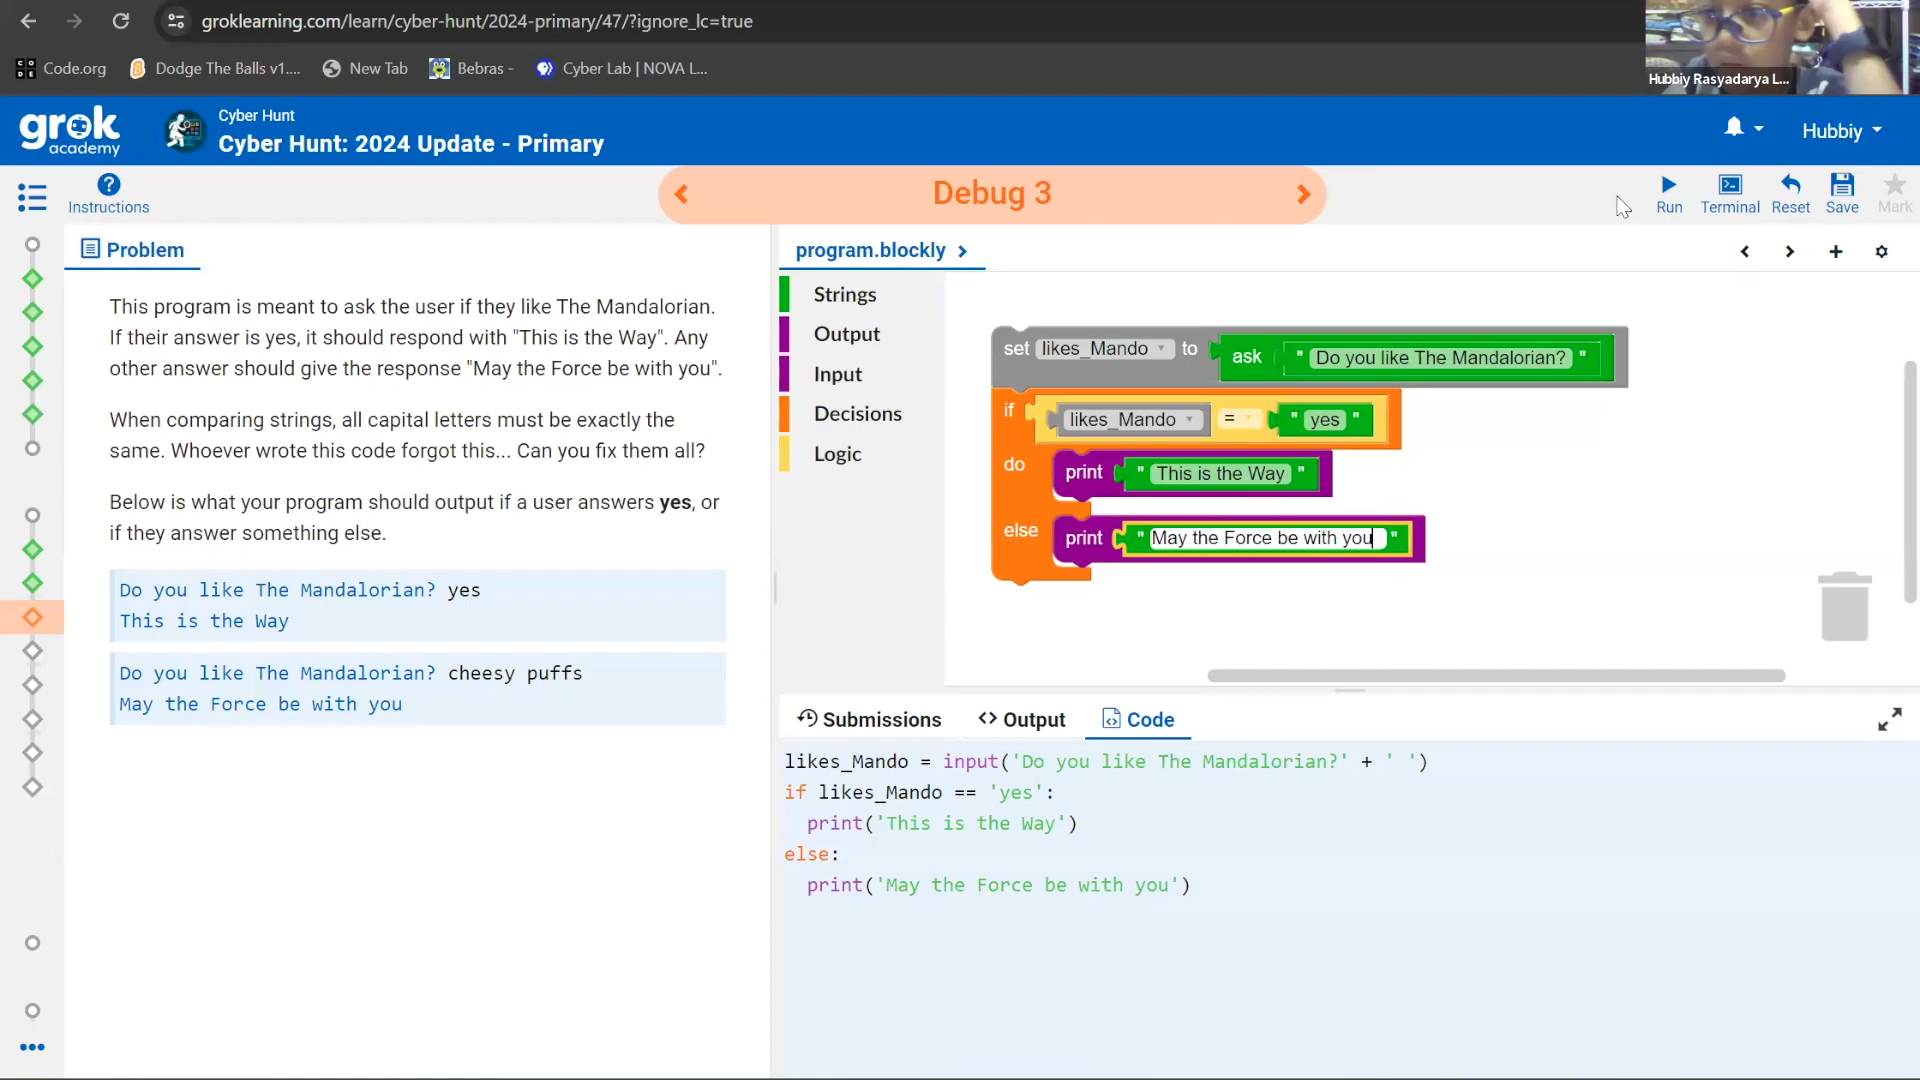 groklearning.com/learn/cyber-hunt/2024-primary/47/?ignore_lc=true
Code.org
Dodge The Balls v1....
New Tab
Bebras -
Cyber Lab | NOVA L...
Hubbiy Rasyadarya L...
grok
academy
Cyber Hunt
Cyber Hunt: 2024 Update - Primary
Hubbiy
Instructions
Debug 3
Run
Terminal
Reset
Save
Mark
Problem
This program is meant to ask the user if they like The Mandalorian.
If their answer is yes, it should respond with "This is the Way". Any
other answer should give the response "May the Force be with you".
When comparing strings, all capital letters must be exactly the
same. Whoever wrote this code forgot this... Can you fix them all?
Below is what your program should output if a user answers yes, or
if they answer something else.
Do you like The Mandalorian? yes
This is the Way
Do you like The Mandalorian? cheesy puffs
May the Force be with you
program.blockly
Strings
Output
Input
Decisions
Logic
set likes_Mando to ask " Do you like The Mandalorian? "
if likes_Mando = " yes "
do print " This is the Way "
else print " May the Force be with you "
Submissions
Output
Code
likes_Mando = input('Do you like The Mandalorian?' + ' ')
if likes_Mando == 'yes':
print('This is the Way')
else:
print('May the Force be with you')